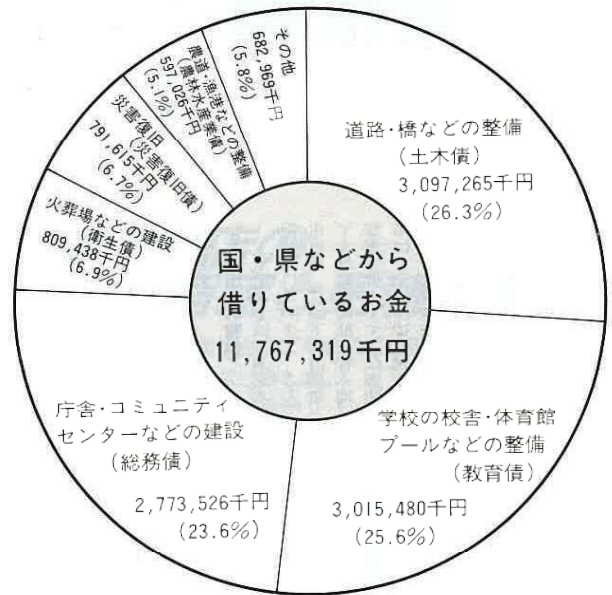 国・県などから
借りているお金
11,767,319千円
道路・橋などの整備
(土木債)
3,097,265千円
(26.3%)
学校の校舎・体育館
プールなどの整備
(教育債)
3,015,480千円
(25.6%)
庁舎・コミュニティ
センターなどの建設
(総務債)
2,773,526千円
(23.6%)
火葬場などの建設
(衛生債)
809,438千円
(6.9%)
災害復旧
(災害復旧債)
791,615千円
(6.7%)
農道・漁港などの整備
(農林水産業債)
597,026千円
(5.1%)
その他
682,969千円
(5.8%)